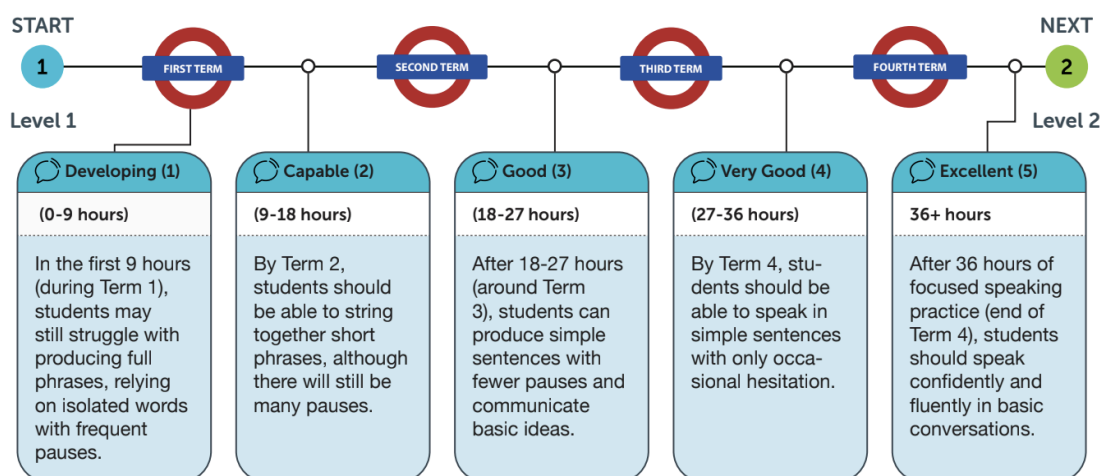 START
NEXT
1
FIRST TERM
SECOND TERM
THIRD TERM
FOURTH TERM
2
Level 1
Level 2
Developing (1)
(0-9 hours)
In the first 9 hours
(during Term 1),
students may
still struggle with
producing full
phrases, relying
on isolated words
with frequent
pauses.
Capable (2)
(9-18 hours)
By Term 2,
students should
be able to string
together short
phrases, although
there will still be
many pauses.
Good (3)
(18-27 hours)
After 18-27 hours
(around Term
3), students can
produce simple
sentences with
fewer pauses and
communicate
basic ideas.
Very Good (4)
(27-36 hours)
By Term 4, stu-
dents should be
able to speak in
simple sentences
with only occa-
sional hesitation.
Excellent (5)
36+ hours
After 36 hours of
focused speaking
practice (end of
Term 4), students
should speak
confidently and
fluently in basic
conversations.